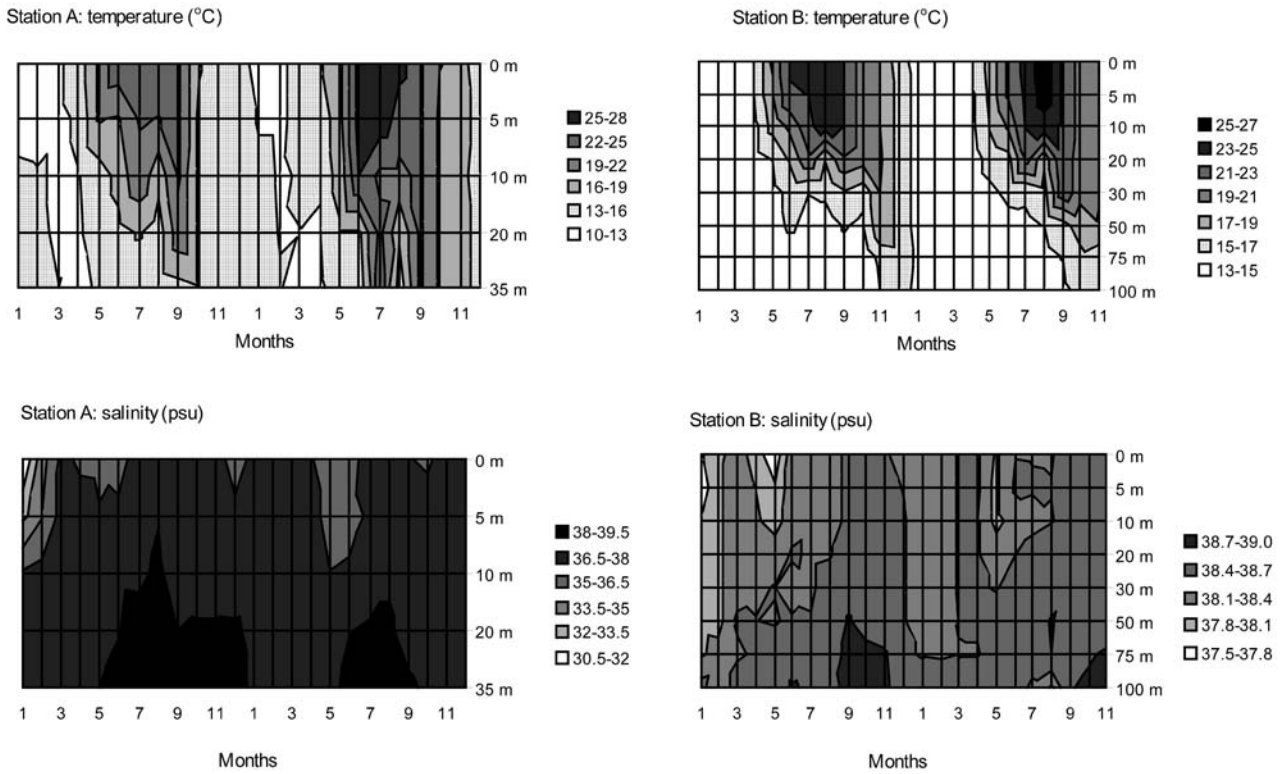 Station A: temperature (°C)
0 m
5 m
10 m
20 m
35 m
1 3 5 7 9 11 1 3 5 7 9 11
Months
25-28
22-25
19-22
16-19
13-16
10-13
Station B: temperature (°C)
0 m
5 m
10 m
20 m
30 m
50 m
75 m
100 m
1 3 5 7 9 11 1 3 5 7 9 11
Months
25-27
23-25
21-23
19-21
17-19
15-17
13-15
Station A: salinity (psu)
0 m
5 m
10 m
20 m
35 m
1 3 5 7 9 11 1 3 5 7 9 11
Months
38-39.5
36.5-38
35-36.5
33.5-35
32-33.5
30.5-32
Station B: salinity (psu)
0 m
5 m
10 m
20 m
30 m
50 m
75 m
100 m
1 3 5 7 9 11 1 3 5 7 9 11
Months
38.7-39.0
38.4-38.7
38.1-38.4
37.8-38.1
37.5-37.8